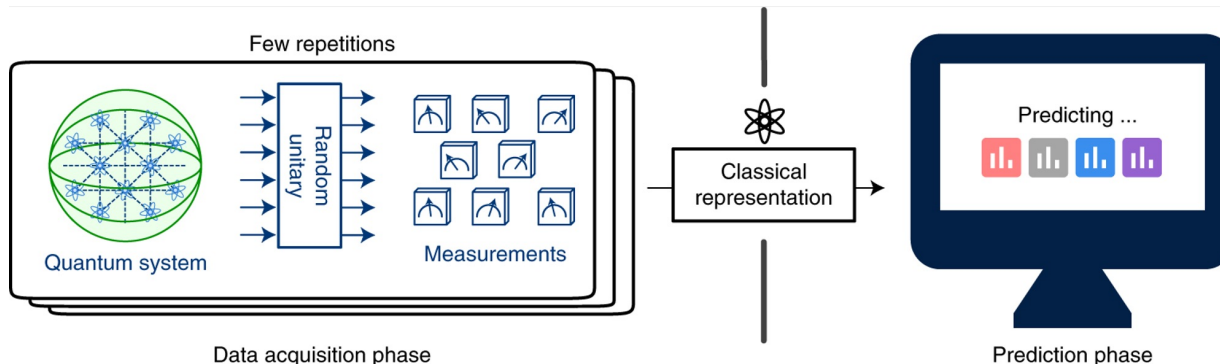 Few repetitions
Quantum system
Random
unitary
Measurements
Data acquisition phase
Classical
representation
Predicting ...
Prediction phase